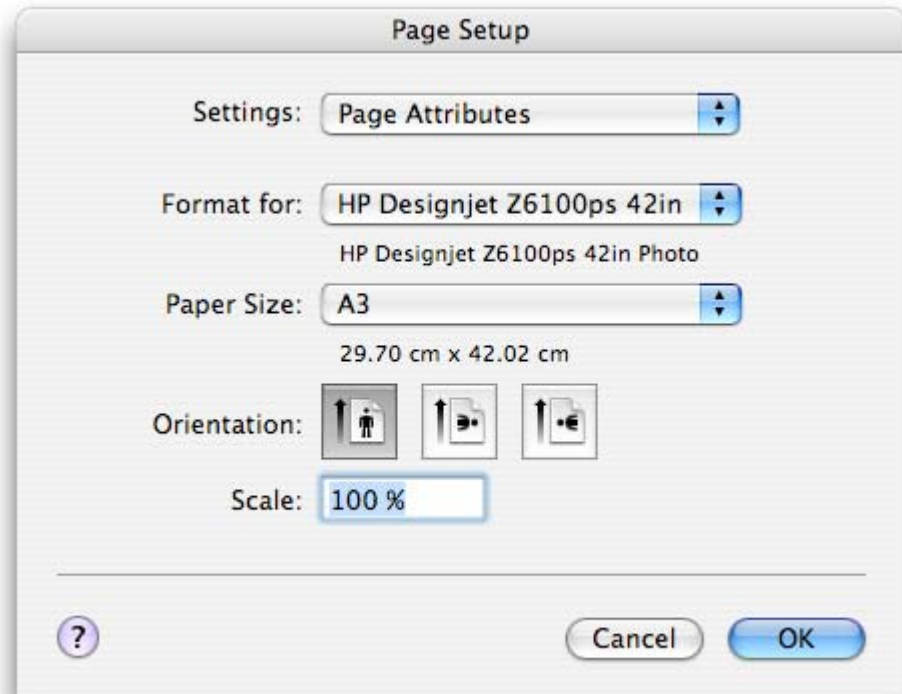 Page Setup
Settings: Page Attributes
Format for: HP Designjet Z6100ps 42in
HP Designjet Z6100ps 42in Photo
Paper Size: A3
29.70 cm x 42.02 cm
Orientation:
Scale: 100 %
? Cancel OK